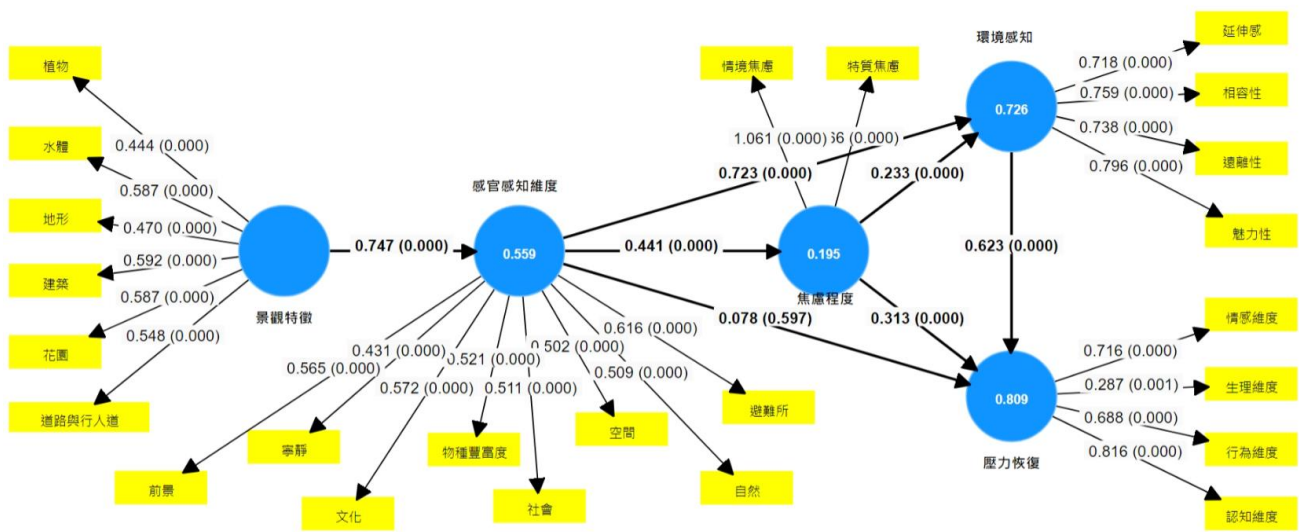 植物
水體
地形
建築
花園
道路與行人道
0.444 (0.000)
0.587 (0.000)
0.470 (0.000)
0.592 (0.000)
0.587 (0.000)
0.548 (0.000)
景觀特徵
0.747 (0.000)
感官感知維度
0.559
0.565 (0.000)
0.431 (0.000)
0.572 (0.000)
0.521 (0.000)
0.511 (0.000)
0.502 (0.000)
0.509 (0.000)
0.616 (0.000)
前景
寧靜
文化
物種豐富度
社會
空間
自然
避難所
0.723 (0.000)
0.441 (0.000)
0.078 (0.597)
情境焦慮
特質焦慮
1.061 (0.000)
66 (0.000)
0.195
焦慮程度
0.233 (0.000)
0.313 (0.000)
環境感知
0.726
0.718 (0.000)
0.759 (0.000)
0.738 (0.000)
0.796 (0.000)
延伸感
相容性
遠離性
魅力性
0.623 (0.000)
0.809
壓力恢復
0.716 (0.000)
0.287 (0.001)
0.688 (0.000)
0.816 (0.000)
情感維度
生理維度
行為維度
認知維度